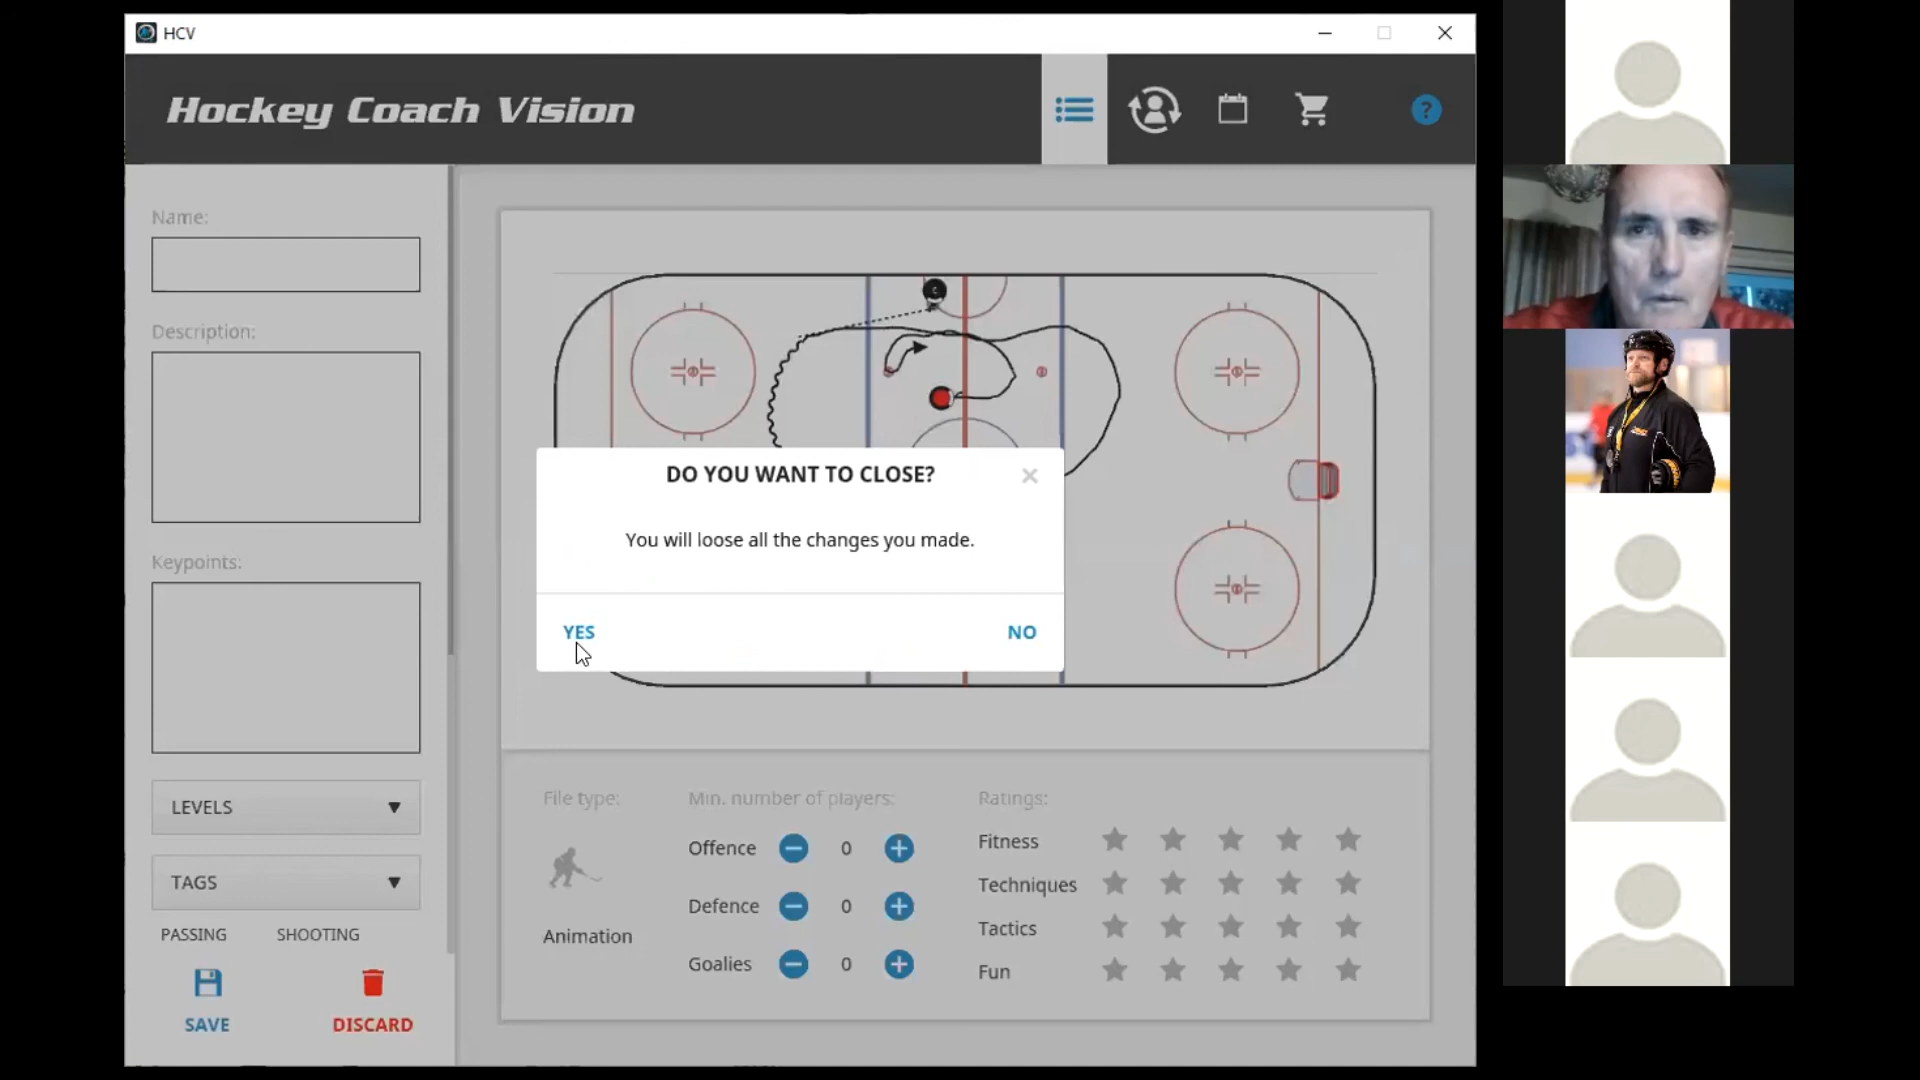 HCV
Hockey Coach Vision
?
Name:
Description:
Keypoints:
LEVELS
TAGS
PASSING SHOOTING
SAVE DISCARD
C
DO YOU WANT TO CLOSE?
You will loose all the changes you made.
YES NO
File type:
Animation
Min. number of players:
Offence 0
Defence 0
Goalies 0
Ratings:
Fitness
Techniques
Tactics
Fun